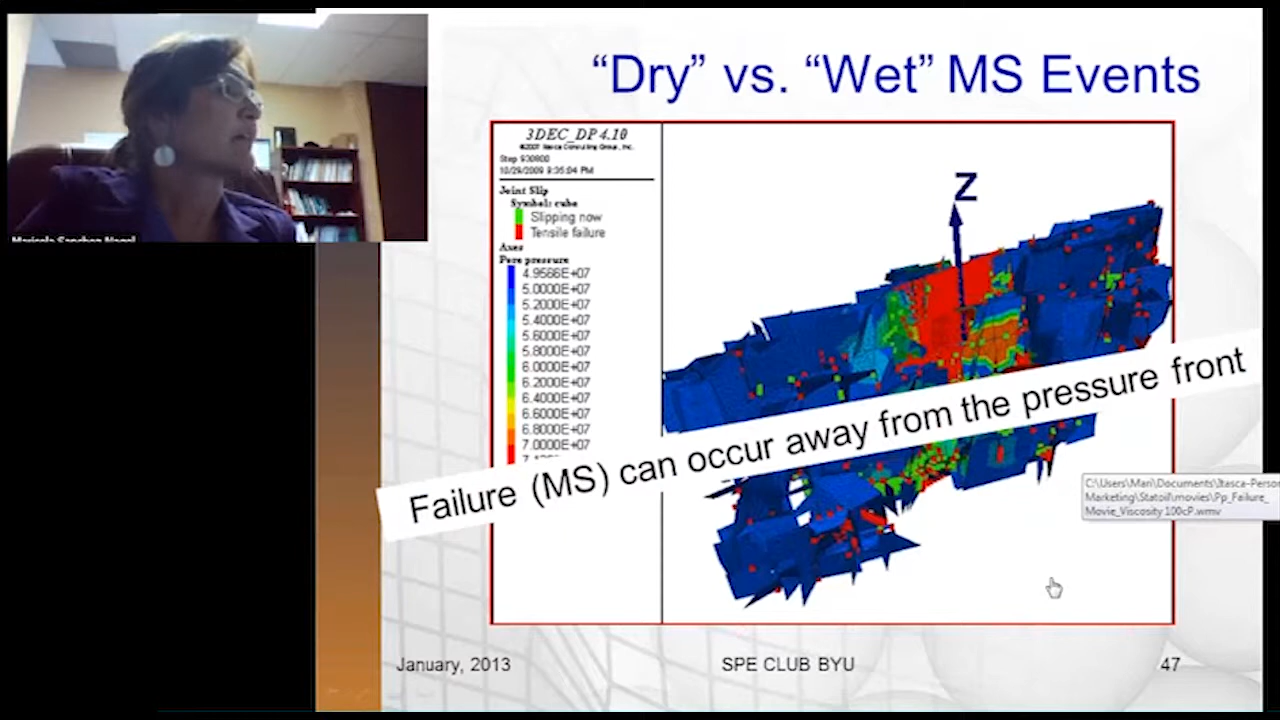 “Dry” vs. “Wet” MS Events
3DEC_DP 4.10
©2007 Itasca Consulting Group, Inc.
Step 930800
10/29/2009 9:35:04 PM
Joint Slip
Symbol: cube
Slipping now
Tensile failure
Axes
Pore pressure
4.9566E+07
5.0000E+07
5.2000E+07
5.4000E+07
5.6000E+07
5.8000E+07
6.0000E+07
6.2000E+07
6.4000E+07
6.6000E+07
6.8000E+07
7.0000E+07
Z
Failure (MS) can occur away from the pressure front
C:\Users\Mari\Documents\Itasca-Person
Marketing\Statoil\movies\Pp_Failure_
Movie_Viscosity 100cP.wmv
January, 2013
SPE CLUB BYU
47